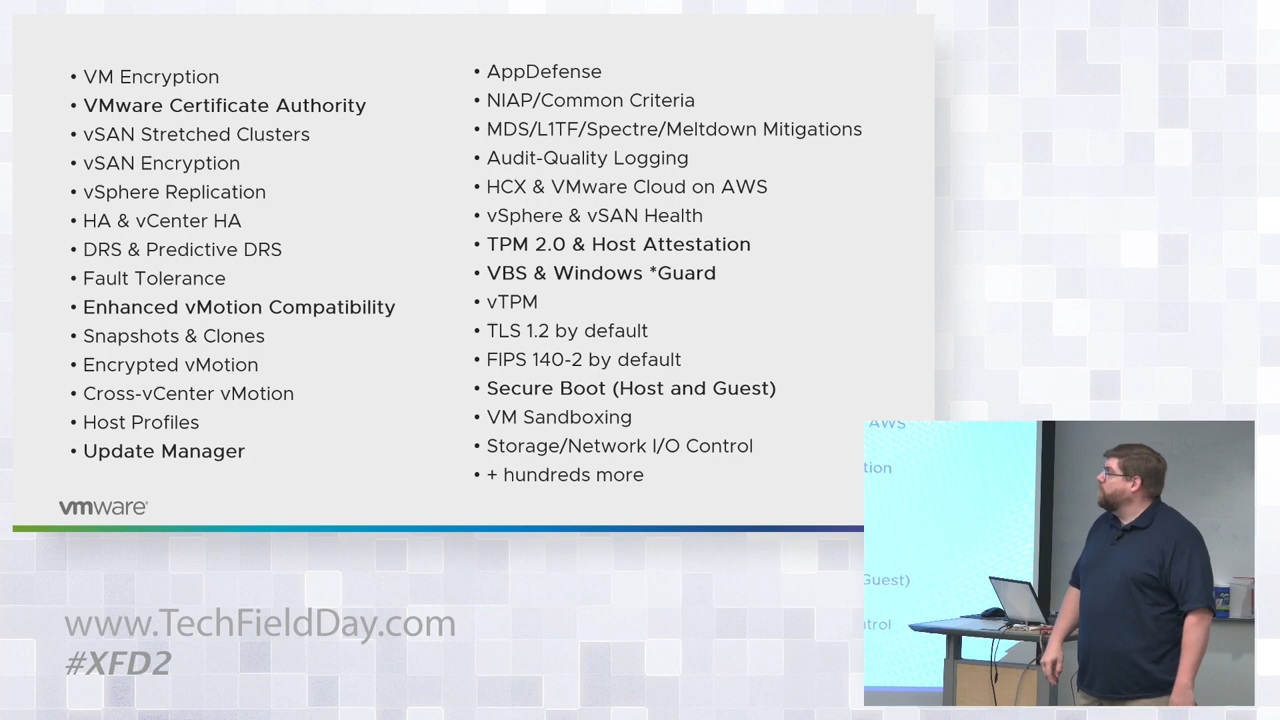 • VM Encryption
• VMware Certificate Authority
• vSAN Stretched Clusters
• vSAN Encryption
• vSphere Replication
• HA & vCenter HA
• DRS & Predictive DRS
• Fault Tolerance
• Enhanced vMotion Compatibility
• Snapshots & Clones
• Encrypted vMotion
• Cross-vCenter vMotion
• Host Profiles
• Update Manager
• AppDefense
• NIAP/Common Criteria
• MDS/L1TF/Spectre/Meltdown Mitigations
• Audit-Quality Logging
• HCX & VMware Cloud on AWS
• vSphere & vSAN Health
• TPM 2.0 & Host Attestation
• VBS & Windows *Guard
• vTPM
• TLS 1.2 by default
• FIPS 140-2 by default
• Secure Boot (Host and Guest)
• VM Sandboxing
• Storage/Network I/O Control
• + hundreds more
vmware®
AWS
tion
Guest)
trol
www.TechFieldDay.com
#XFD2